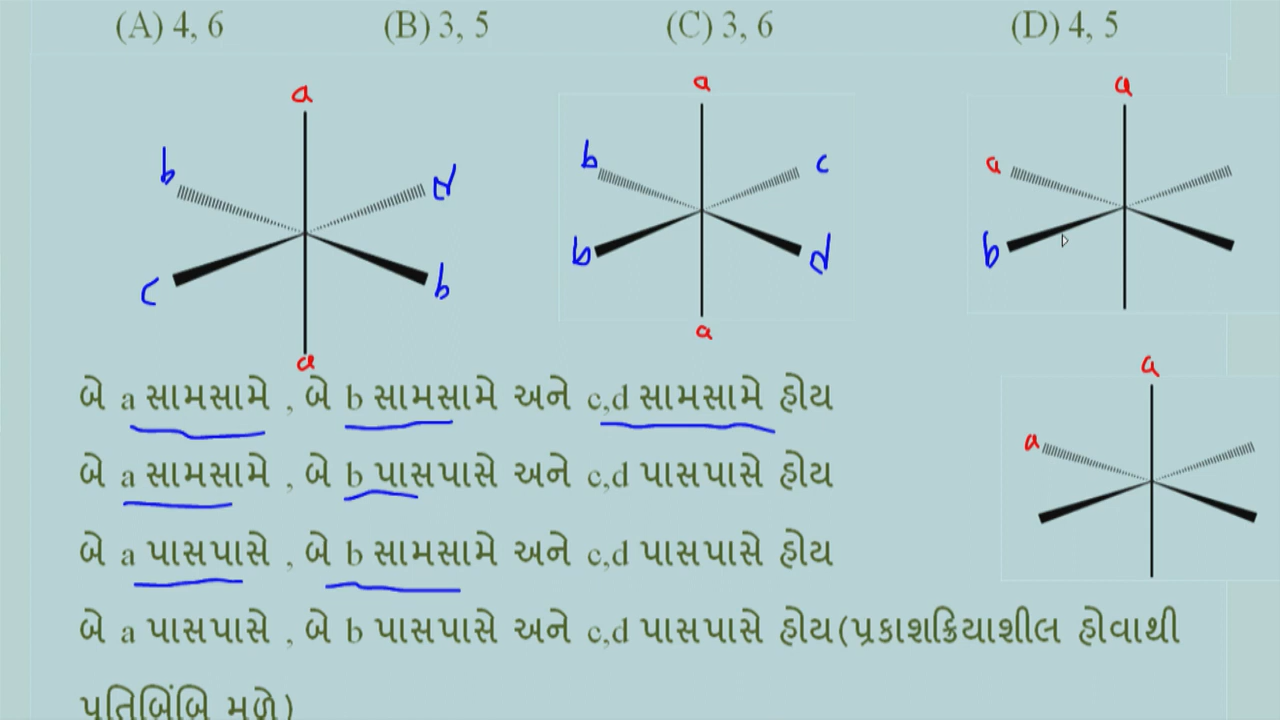 (A) 4, 6 (B) 3, 5 (C) 3, 6 (D) 4, 5
a a a
b d b c a
c b b d b
a a
a
a
બે a સામસામે , બે b સામસામે અને c,d સામસામે હોય
બે a સામસામે , બે b પાસપાસે અને c,d પાસપાસે હોય
બે a પાસપાસે , બે b સામસામે અને c,d પાસપાસે હોય
બે a પાસપાસે , બે b પાસપાસે અને c,d પાસપાસે હોય(પ્રકાશક્રિયાશીલ હોવાથી
પ્રતિબિંબિ મળે)